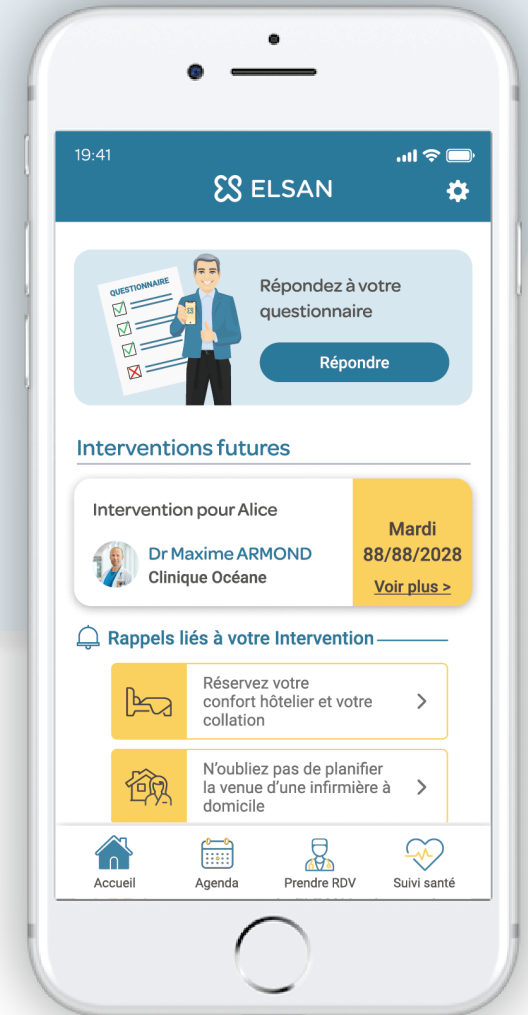 19:41
ELSAN
QUESTIONNAIRE
Répondez à votre
questionnaire
Répondre
Interventions futures
Intervention pour Alice
Dr Maxime ARMOND
Clinique Océane
Mardi
88/88/2028
Voir plus >
Rappels liés à votre Intervention
Réservez votre
confort hôtelier et votre
collation
N'oubliez pas de planifier
la venue d'une infirmière à
domicile
Accueil
Agenda
Prendre RDV
Suivi santé